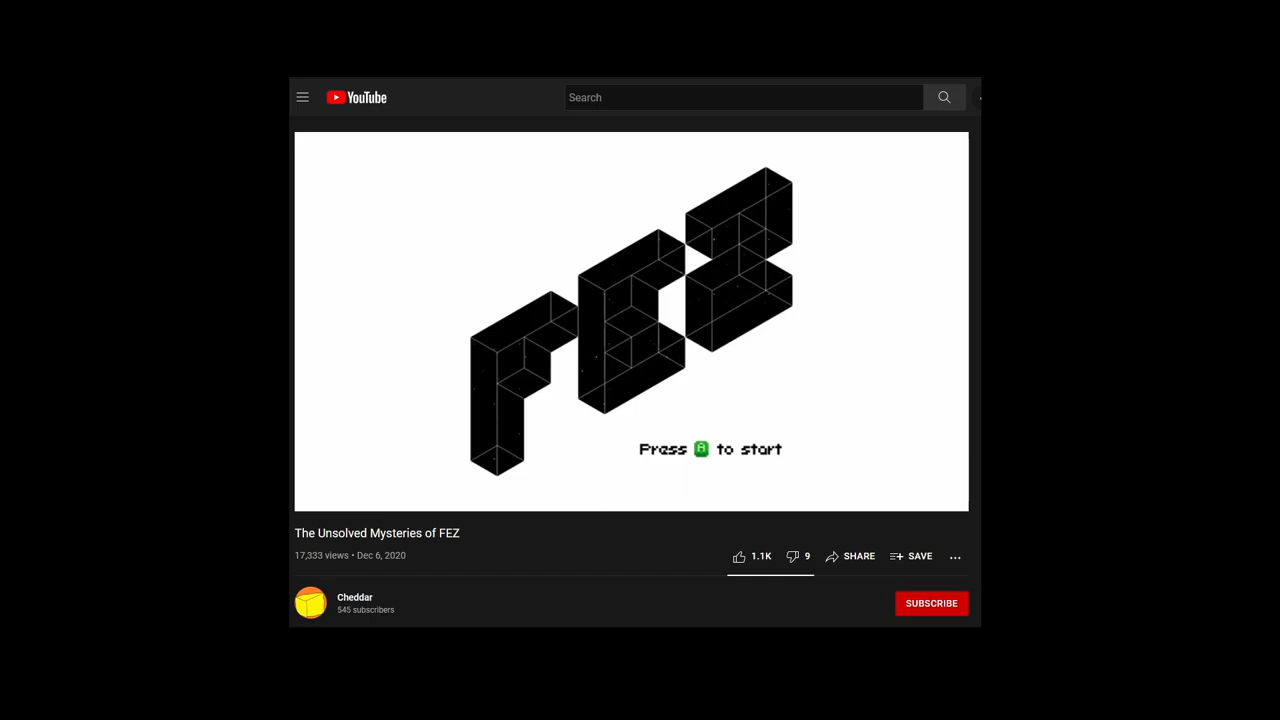 YouTube
Search
FEZ
Press A to start
The Unsolved Mysteries of FEZ
17,333 views • Dec 6, 2020
1.1K 9 SHARE SAVE
Cheddar
545 subscribers
SUBSCRIBE